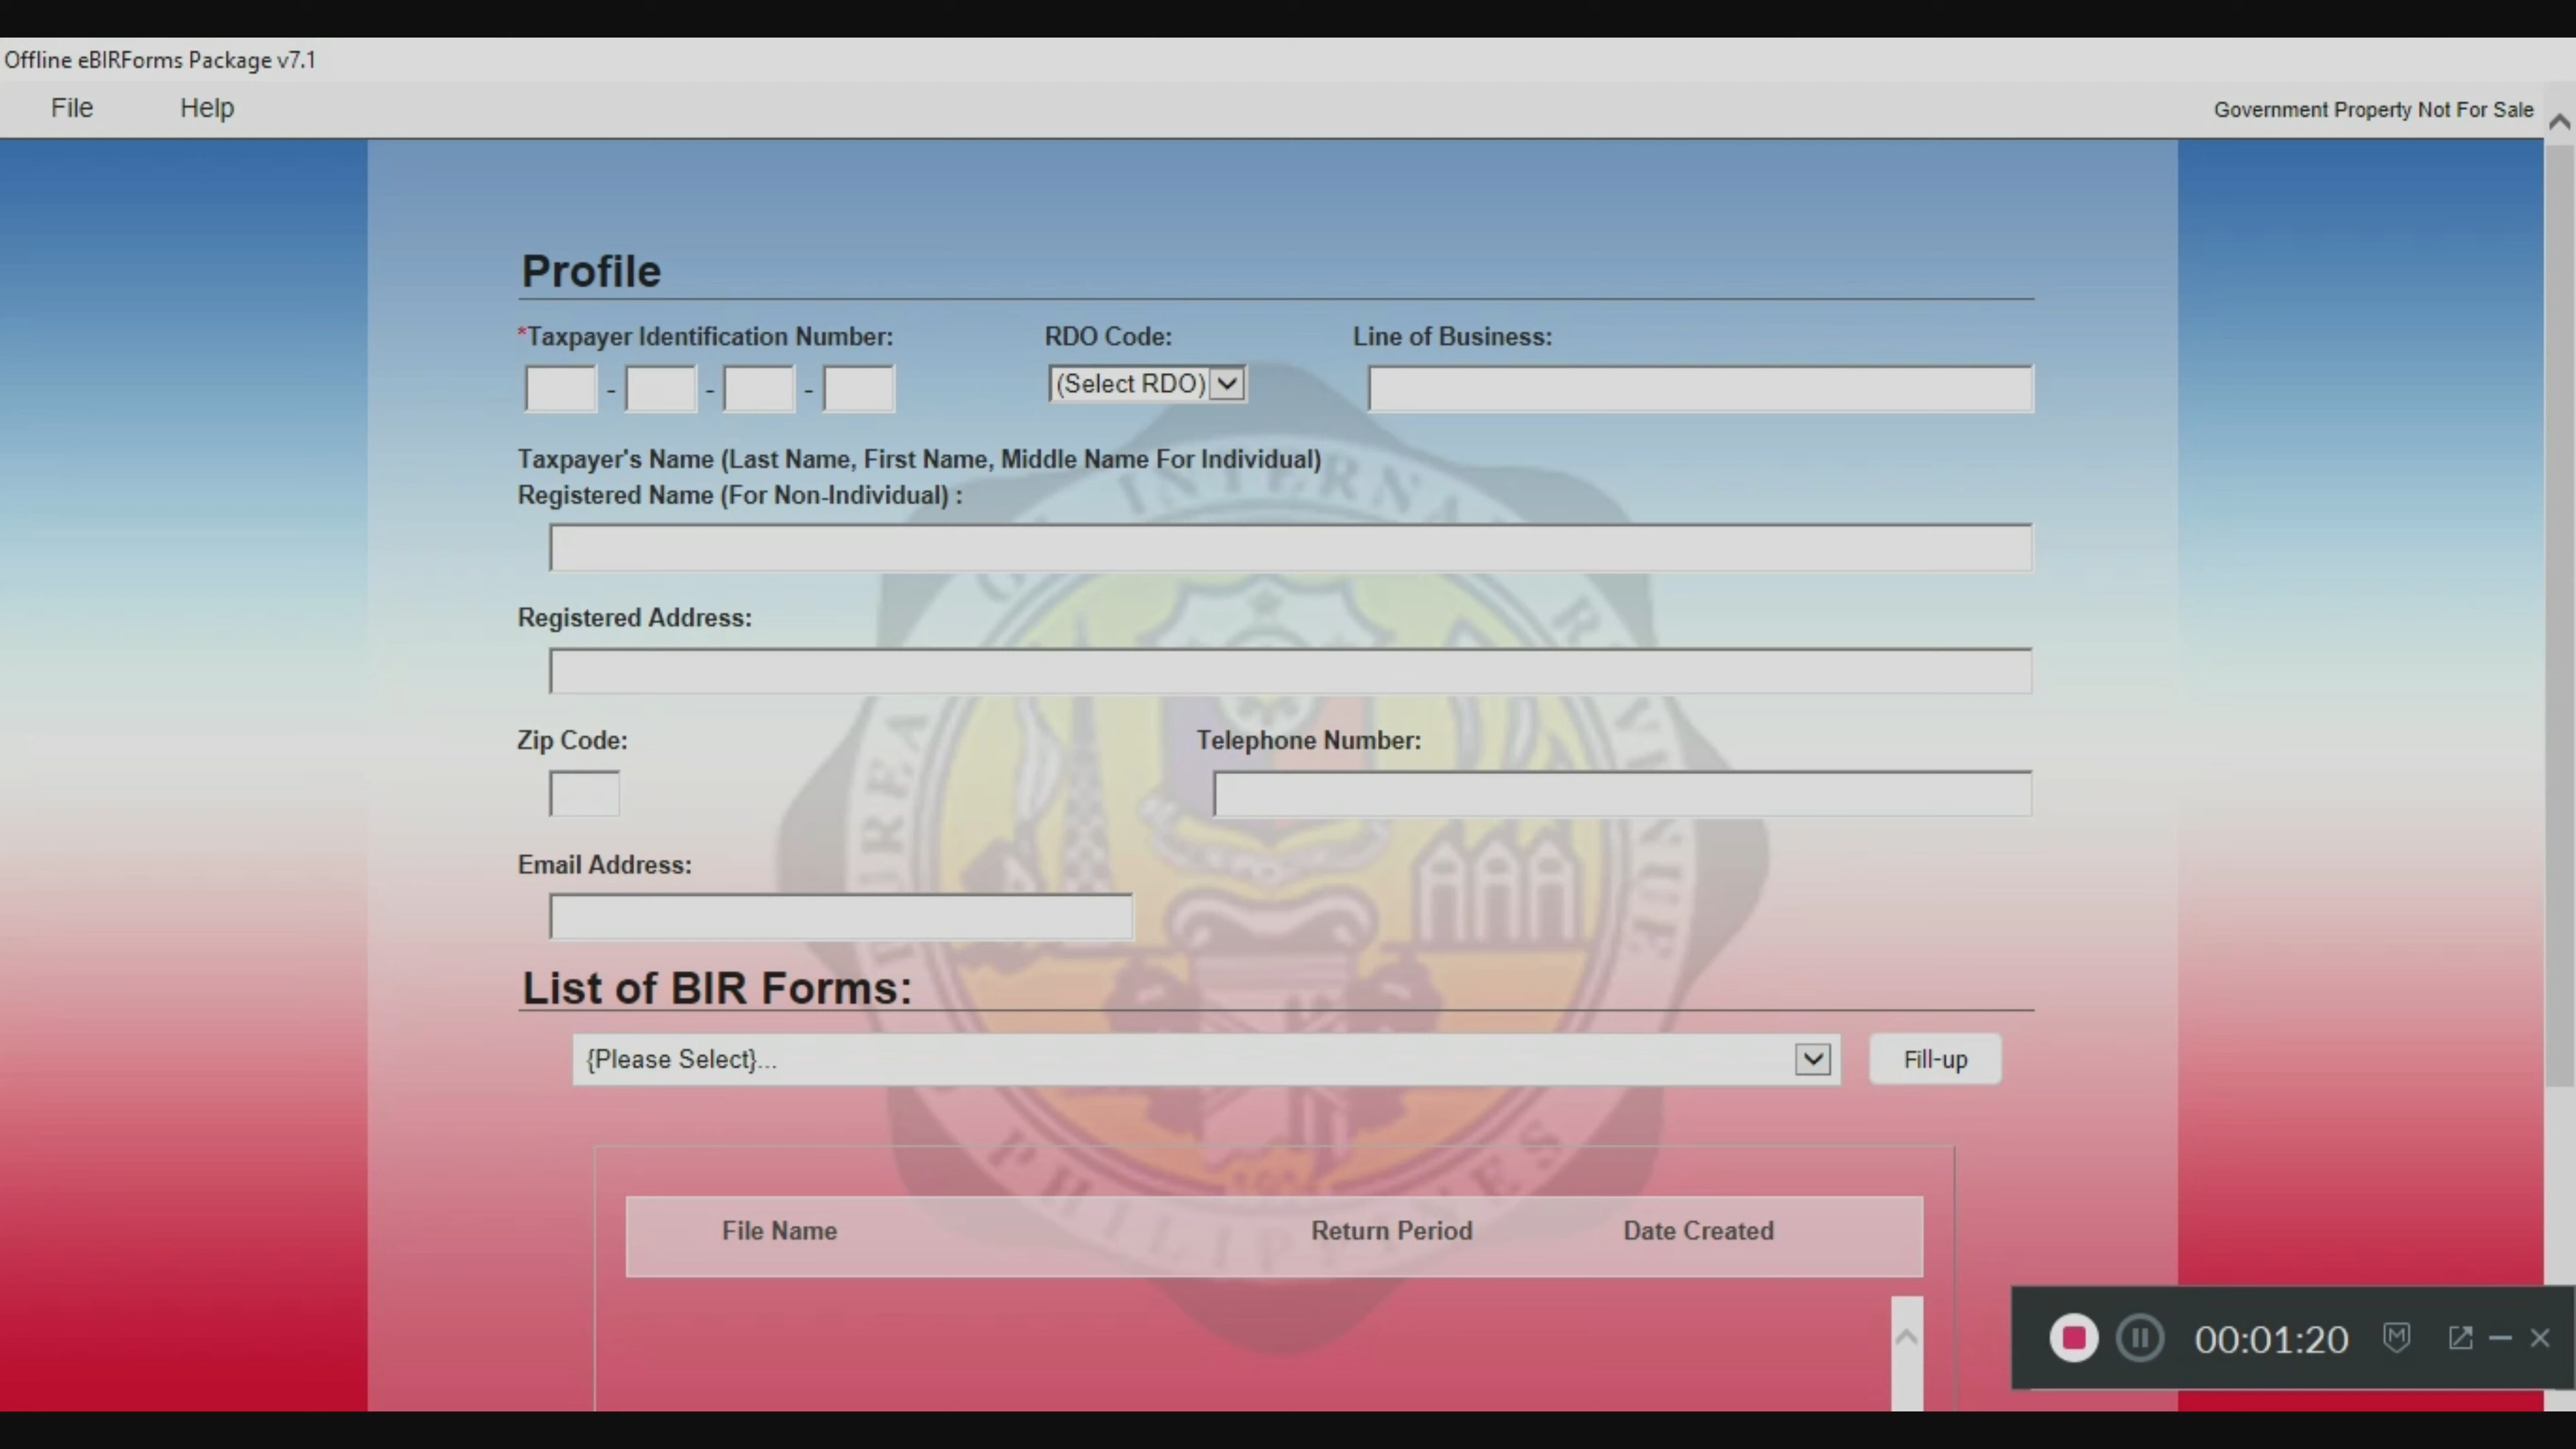 Offline eBIRForms Package v7.1
File Help Government Property Not For Sale
Profile
*Taxpayer Identification Number: RDO Code: Line of Business:
- - - (Select RDO)
Taxpayer's Name (Last Name, First Name, Middle Name For Individual)
Registered Name (For Non-Individual) :
Registered Address:
Zip Code: Telephone Number:
Email Address:
List of BIR Forms:
{Please Select}... Fill-up
File Name Return Period Date Created
00:01:20
PHILIPPINES